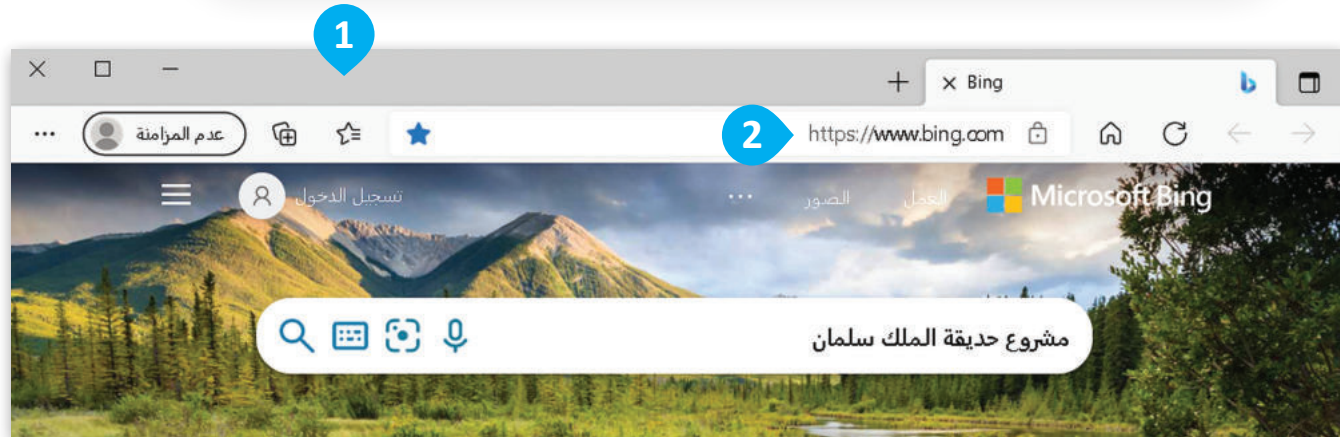 1
Bing
2
https://www.bing.com
عدم المزامنة
Microsoft Bing
العمل
الصور
...
تسجيل الدخول
مشروع حديقة الملك سلمان